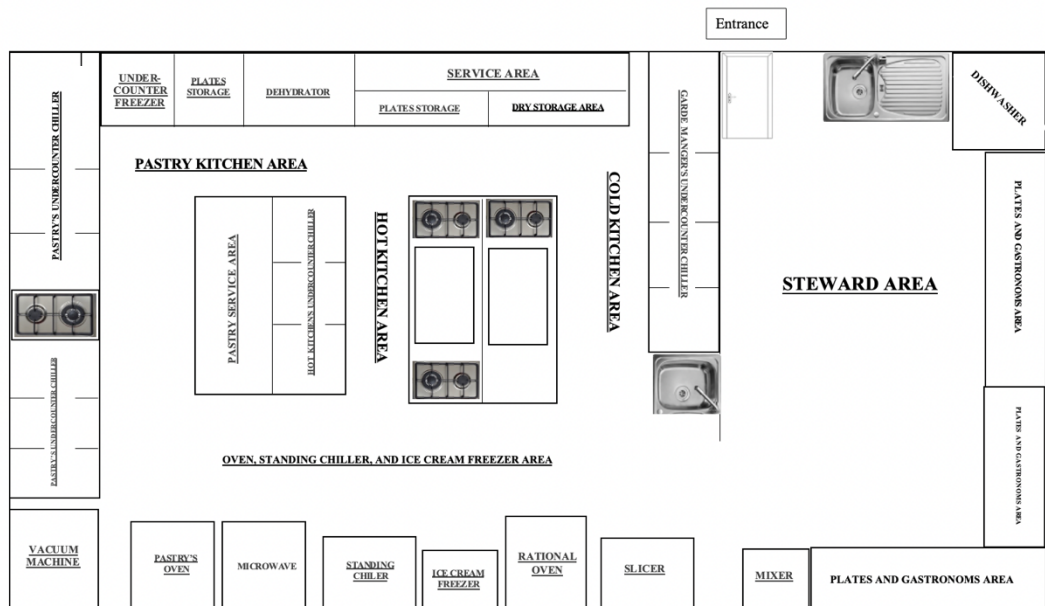 Entrance
UNDER-
COUNTER
FREEZER
PLATES
STORAGE
DEHYDRATOR
SERVICE AREA
PLATES STORAGE
DRY STORAGE AREA
DISHWASHER
PASTRY'S UNDERCOUNTER CHILLER
GARDE MANGER'S UNDERCOUNTER CHILLER
PASTRY KITCHEN AREA
PLATES AND GASTRONOMS AREA
PASTRY SERVICE AREA
HOT KITCHEN'S UNDERCOUNTER CHILLER
HOT KITCHEN AREA
COLD KITCHEN AREA
STEWARD AREA
PASTRY'S UNDERCOUNTER CHILLER
PLATES AND GASTRONOMS AREA
OVEN, STANDING CHILLER, AND ICE CREAM FREEZER AREA
VACUUM
MACHINE
PASTRY'S
OVEN
MICROWAVE
STANDING
CHILER
ICE CREAM
FREEZER
RATIONAL
OVEN
SLICER
MIXER
PLATES AND GASTRONOMS AREA